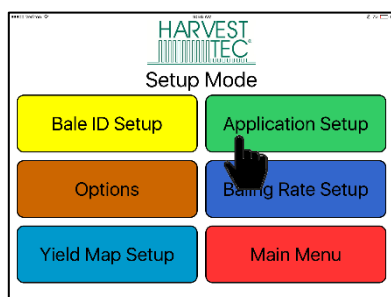 HARVEST
TEC
Setup Mode
Bale ID Setup
Application Setup
Options
Baling Rate Setup
Yield Map Setup
Main Menu